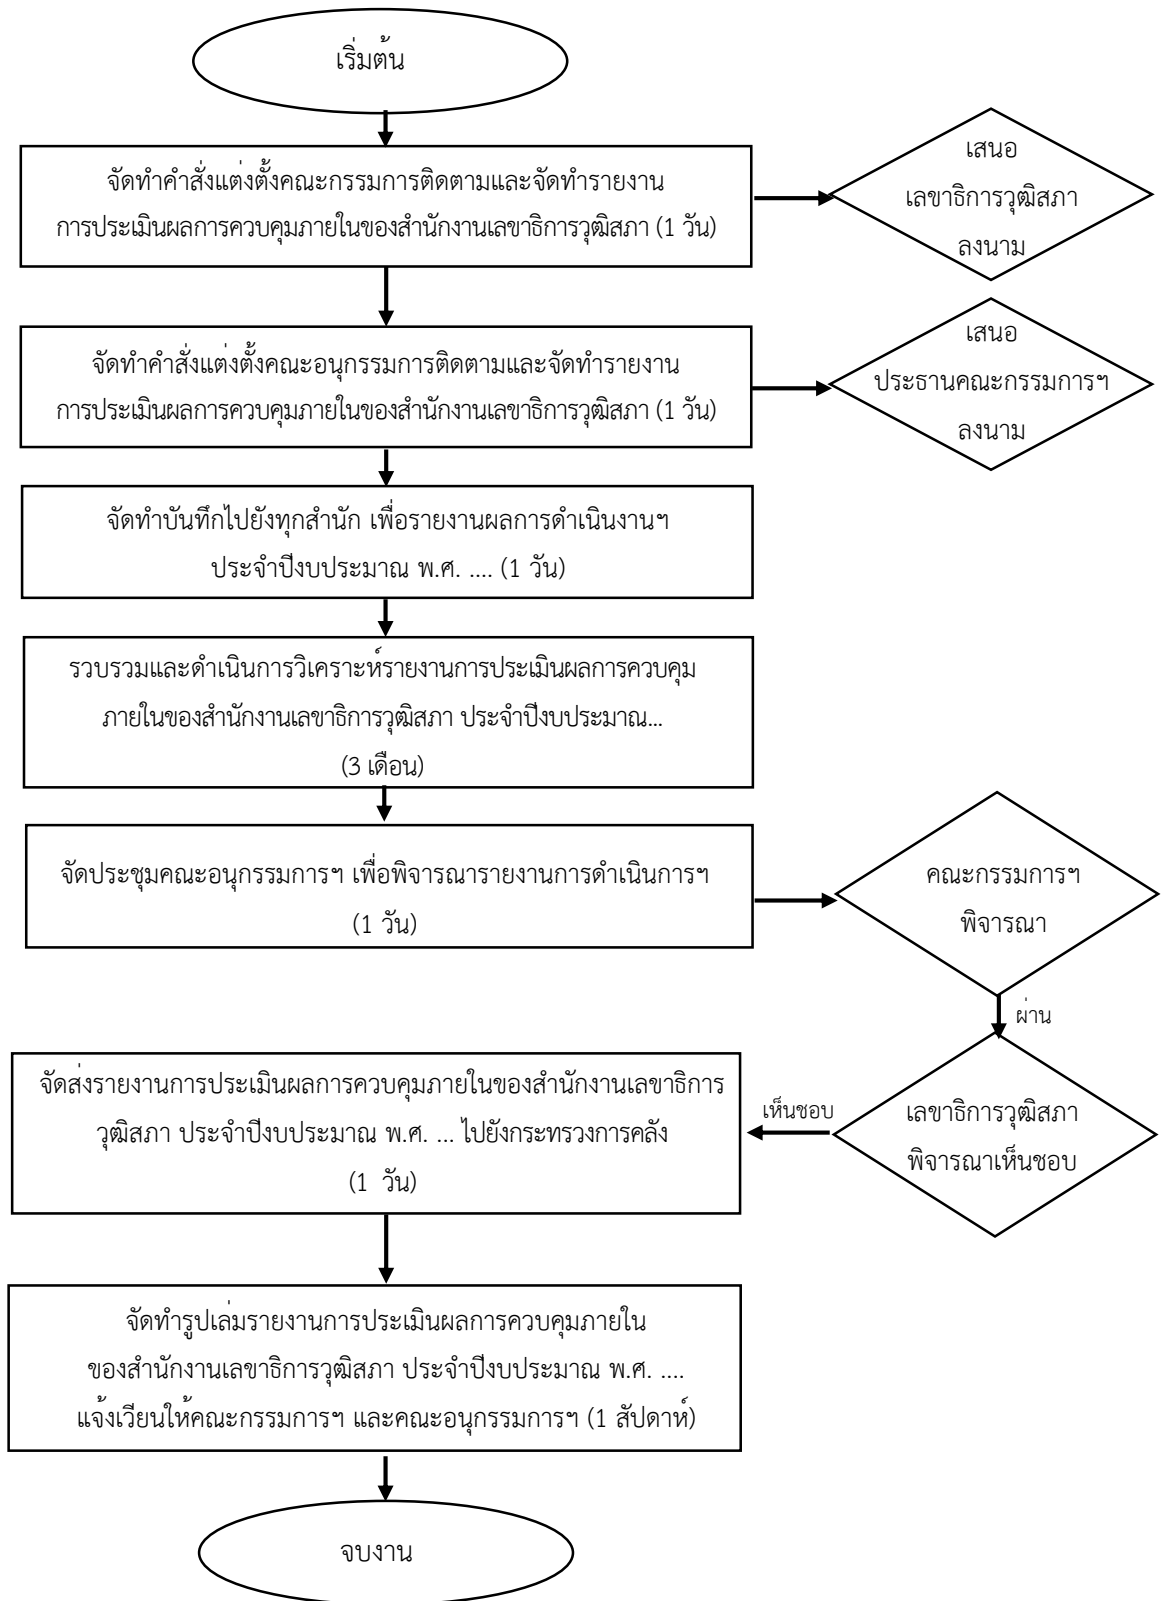 เริ่มต้น
จัดทำคำสั่งแต่งตั้งคณะกรรมการติดตามและจัดทำรายงาน
การประเมินผลการควบคุมภายในของสำนักงานเลขาธิการวุฒิสภา (1 วัน)
เสนอ
เลขาธิการวุฒิสภา
ลงนาม
จัดทำคำสั่งแต่งตั้งคณะอนุกรรมการติดตามและจัดทำรายงาน
การประเมินผลการควบคุมภายในของสำนักงานเลขาธิการวุฒิสภา (1 วัน)
เสนอ
ประธานคณะกรรมการฯ
ลงนาม
จัดทำบันทึกไปยังทุกสำนัก เพื่อรายงานผลการดำเนินงานฯ
ประจำปีงบประมาณ พ.ศ. .... (1 วัน)
รวบรวมและดำเนินการวิเคราะห์รายงานการประเมินผลการควบคุม
ภายในของสำนักงานเลขาธิการวุฒิสภา ประจำปีงบประมาณ...
(3 เดือน)
จัดประชุมคณะอนุกรรมการฯ เพื่อพิจารณารายงานการดำเนินการฯ
(1 วัน)
คณะกรรมการฯ
พิจารณา
ผ่าน
เลขาธิการวุฒิสภา
พิจารณาเห็นชอบ
เห็นชอบ
จัดส่งรายงานการประเมินผลการควบคุมภายในของสำนักงานเลขาธิการ
วุฒิสภา ประจำปีงบประมาณ พ.ศ. ... ไปยังกระทรวงการคลัง
(1 วัน)
จัดทำรูปเล่มรายงานการประเมินผลการควบคุมภายใน
ของสำนักงานเลขาธิการวุฒิสภา ประจำปีงบประมาณ พ.ศ. ....
แจ้งเวียนให้คณะกรรมการฯ และคณะอนุกรรมการฯ (1 สัปดาห์)
จบงาน